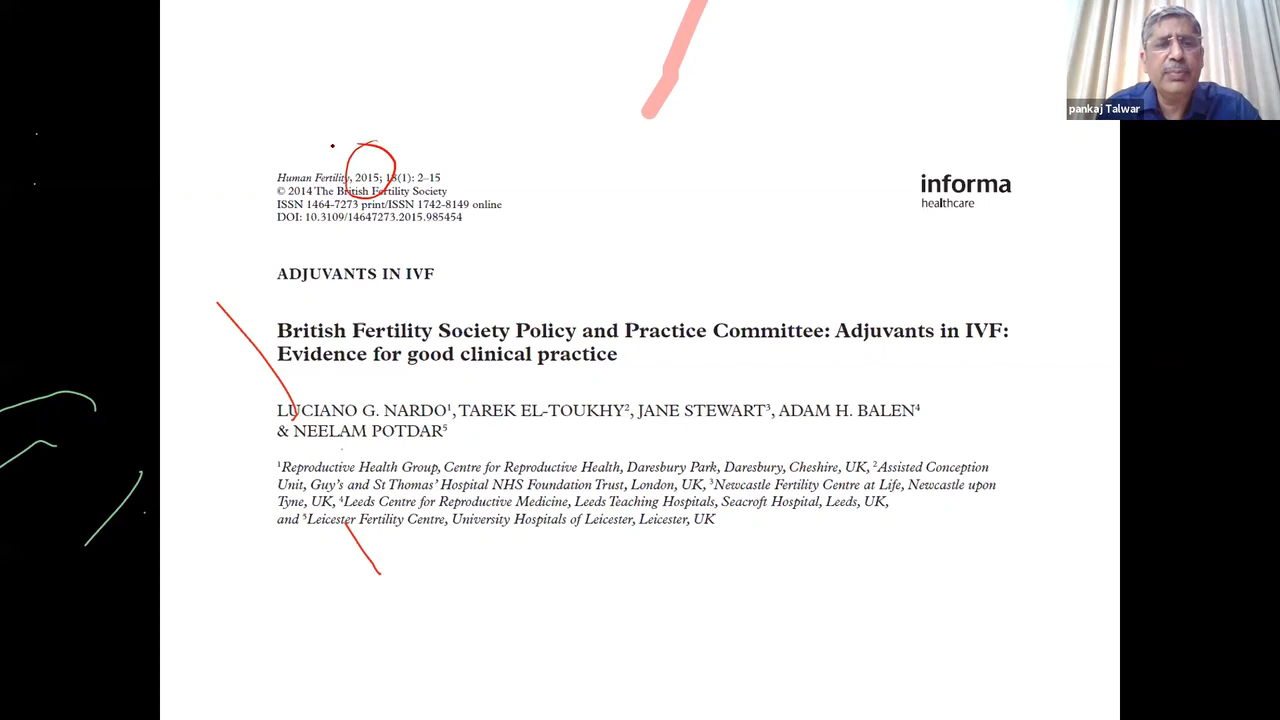 pankaj Talwar
Human Fertility, 2015; 18(1): 2–15
© 2014 The British Fertility Society
ISSN 1464-7273 print/ISSN 1742-8149 online
DOI: 10.3109/14647273.2015.985454
informa
healthcare
ADJUVANTS IN IVF
British Fertility Society Policy and Practice Committee: Adjuvants in IVF:
Evidence for good clinical practice
LUCIANO G. NARDO¹, TAREK EL-TOUKHY², JANE STEWART³, ADAM H. BALEN⁴
& NEELAM POTDAR⁵
¹Reproductive Health Group, Centre for Reproductive Health, Daresbury Park, Daresbury, Cheshire, UK, ²Assisted Conception
Unit, Guy's and St Thomas' Hospital NHS Foundation Trust, London, UK, ³Newcastle Fertility Centre at Life, Newcastle upon
Tyne, UK, ⁴Leeds Centre for Reproductive Medicine, Leeds Teaching Hospitals, Seacroft Hospital, Leeds, UK,
and ⁵Leicester Fertility Centre, University Hospitals of Leicester, Leicester, UK